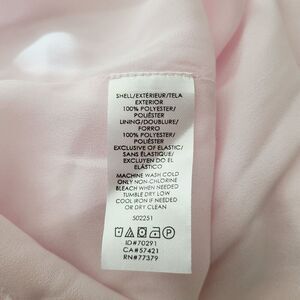 SHELL/EXTÉRIEUR/TELA
EXTERIOR
100% POLYESTER/
POLIÉSTER
LINING/DOUBLURE/
FORRO
100% POLYESTER/
POLIÉSTER
EXCLUSIVE OF ELASTIC/
SANS ÉLASTIQUE/
EXCLUYEN DO EL
ELÁSTICO
MACHINE WASH COLD
ONLY NON-CHLORINE
BLEACH WHEN NEEDED
TUMBLE DRY LOW
COOL IRON IF NEEDED
OR DRY CLEAN
502251
ID#70291
CA#57421
RN#77379